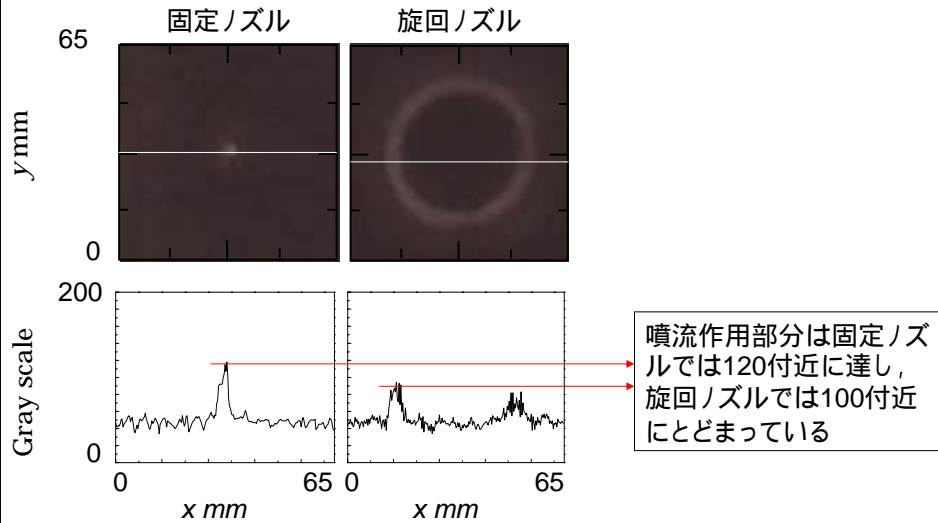 固定ノズル
旋回ノズル
65
y mm
0
200
Gray scale
0
0
65
0
65
x mm
x mm
噴流作用部分は固定ノズ
ルでは120付近に達し，
旋回ノズルでは100付近
にとどまっている